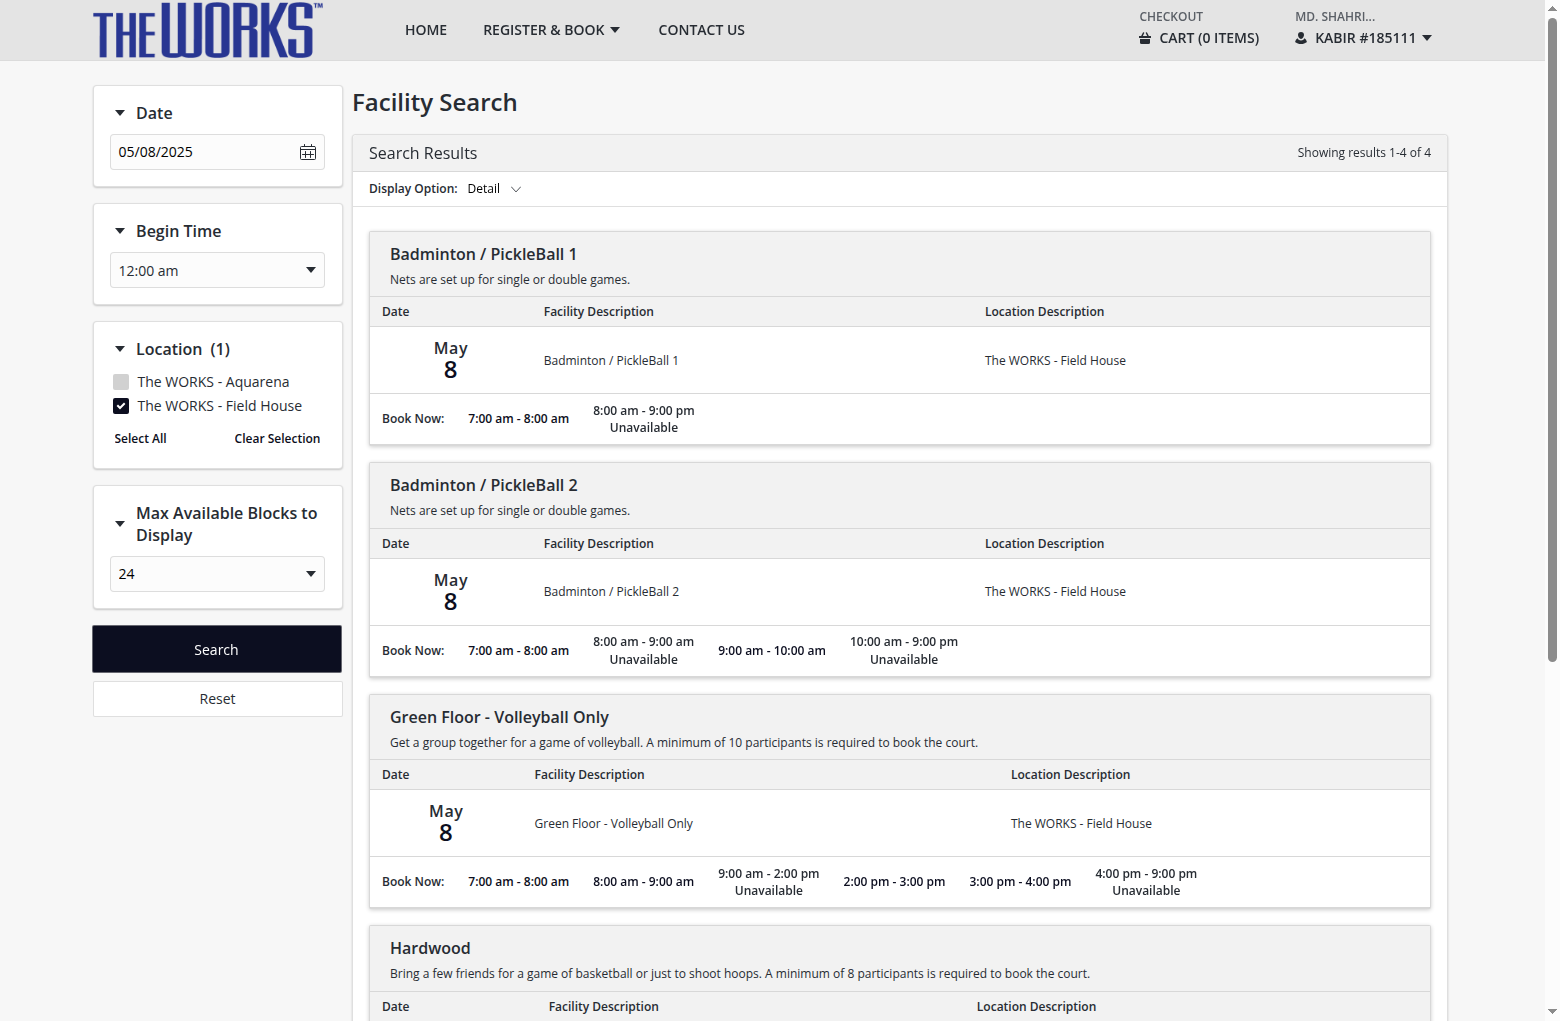 THE WORKS™
HOME
REGISTER & BOOK
CONTACT US
CHECKOUT
CART (0 ITEMS)
MD. SHAHRI...
KABIR #185111
Date
05/08/2025
Begin Time
12:00 am
Location (1)
The WORKS - Aquarena
The WORKS - Field House
Select All
Clear Selection
Max Available Blocks to
Display
24
Search
Reset
Facility Search
Search Results
Showing results 1-4 of 4
Display Option: Detail
Badminton / PickleBall 1
Nets are set up for single or double games.
Date Facility Description Location Description
May
8
Badminton / PickleBall 1
The WORKS - Field House
Book Now: 7:00 am - 8:00 am
8:00 am - 9:00 pm
Unavailable
Badminton / PickleBall 2
Nets are set up for single or double games.
Date Facility Description Location Description
May
8
Badminton / PickleBall 2
The WORKS - Field House
Book Now: 7:00 am - 8:00 am
8:00 am - 9:00 am
Unavailable
9:00 am - 10:00 am
10:00 am - 9:00 pm
Unavailable
Green Floor - Volleyball Only
Get a group together for a game of volleyball. A minimum of 10 participants is required to book the court.
Date Facility Description Location Description
May
8
Green Floor - Volleyball Only
The WORKS - Field House
Book Now: 7:00 am - 8:00 am
8:00 am - 9:00 am
9:00 am - 2:00 pm
Unavailable
2:00 pm - 3:00 pm
3:00 pm - 4:00 pm
4:00 pm - 9:00 pm
Unavailable
Hardwood
Bring a few friends for a game of basketball or just to shoot hoops. A minimum of 8 participants is required to book the court.
Date Facility Description Location Description